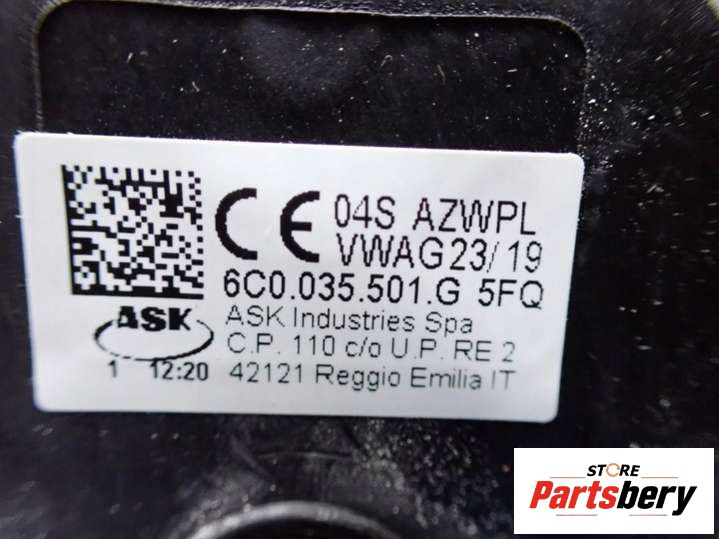 CE 04S AZWPL
VWAG23/19
6C0.035.501.G 5FQ
ASK
ASK Industries Spa
C.P. 110 c/o U.P. RE 2
1 12:20 42121 Reggio Emilia IT
STORE
Partsbery